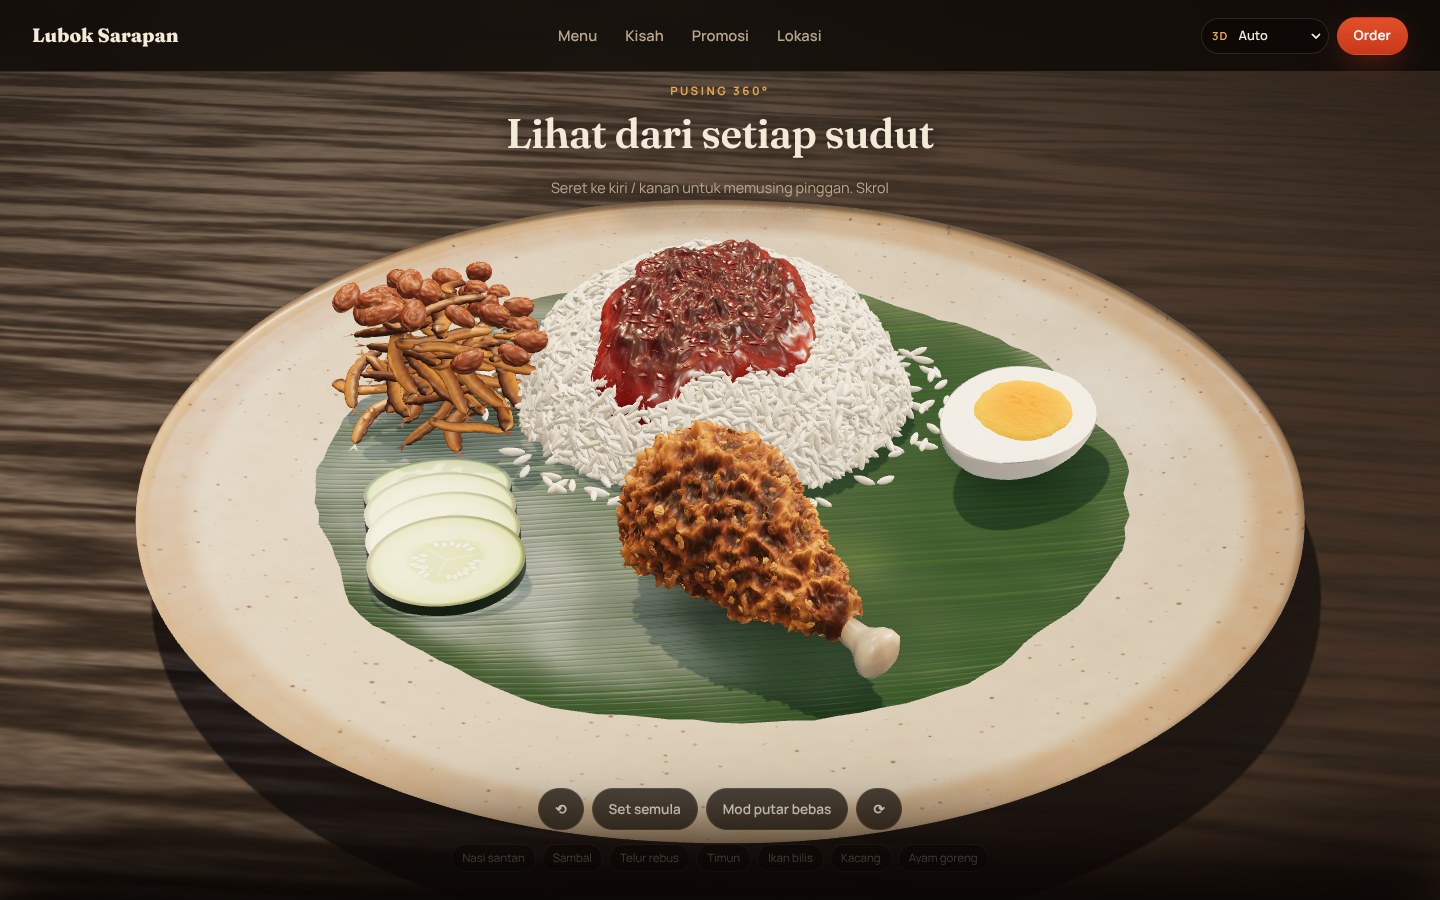 Lubok Sarapan
Menu
Kisah
Promosi
Lokasi
3D Auto
Order
PUSING 360°
Lihat dari setiap sudut
Seret ke kiri / kanan untuk memusing pinggan. Skrol
Set semula
Mod putar bebas
Nasi santan
Sambal
Telur rebus
Timun
Ikan bilis
Kacang
Ayam goreng